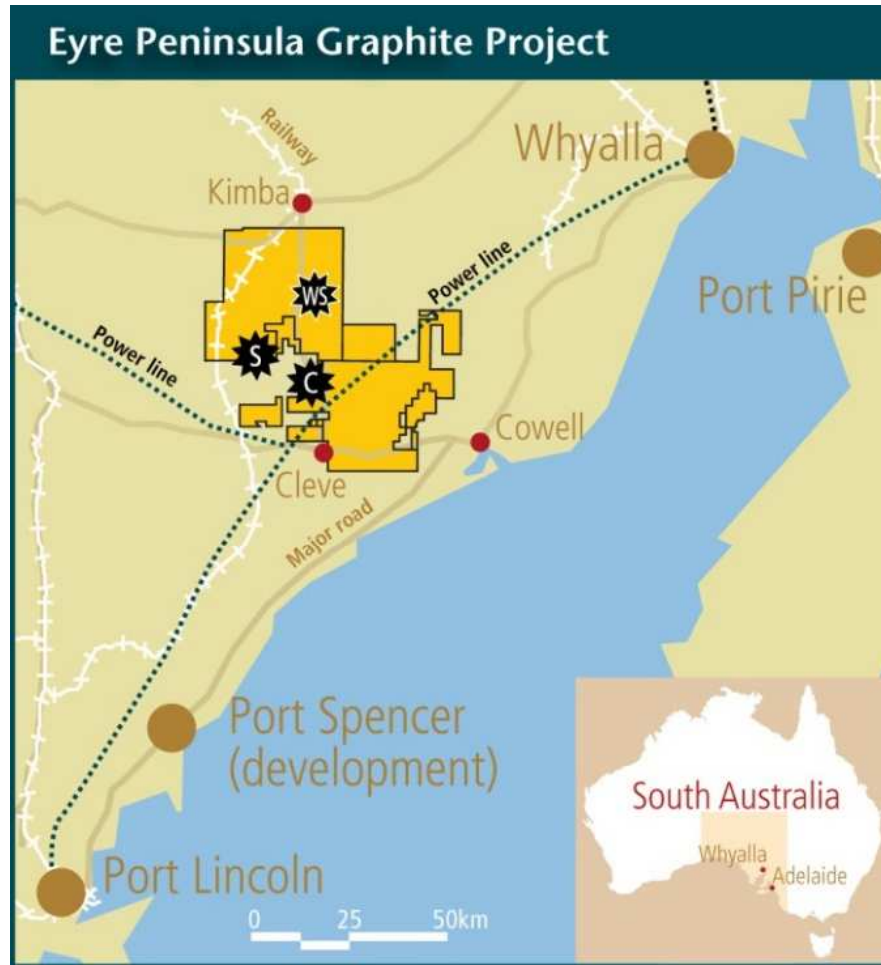 Eyre Peninsula Graphite Project
Railway
Whyalla
Kimba
Power line
WS
Port Pirie
Power line
S
C
Cowell
Cleve
Major road
Port Spencer
(development)
South Australia
Whyalla
Adelaide
Port Lincoln
0 25 50km